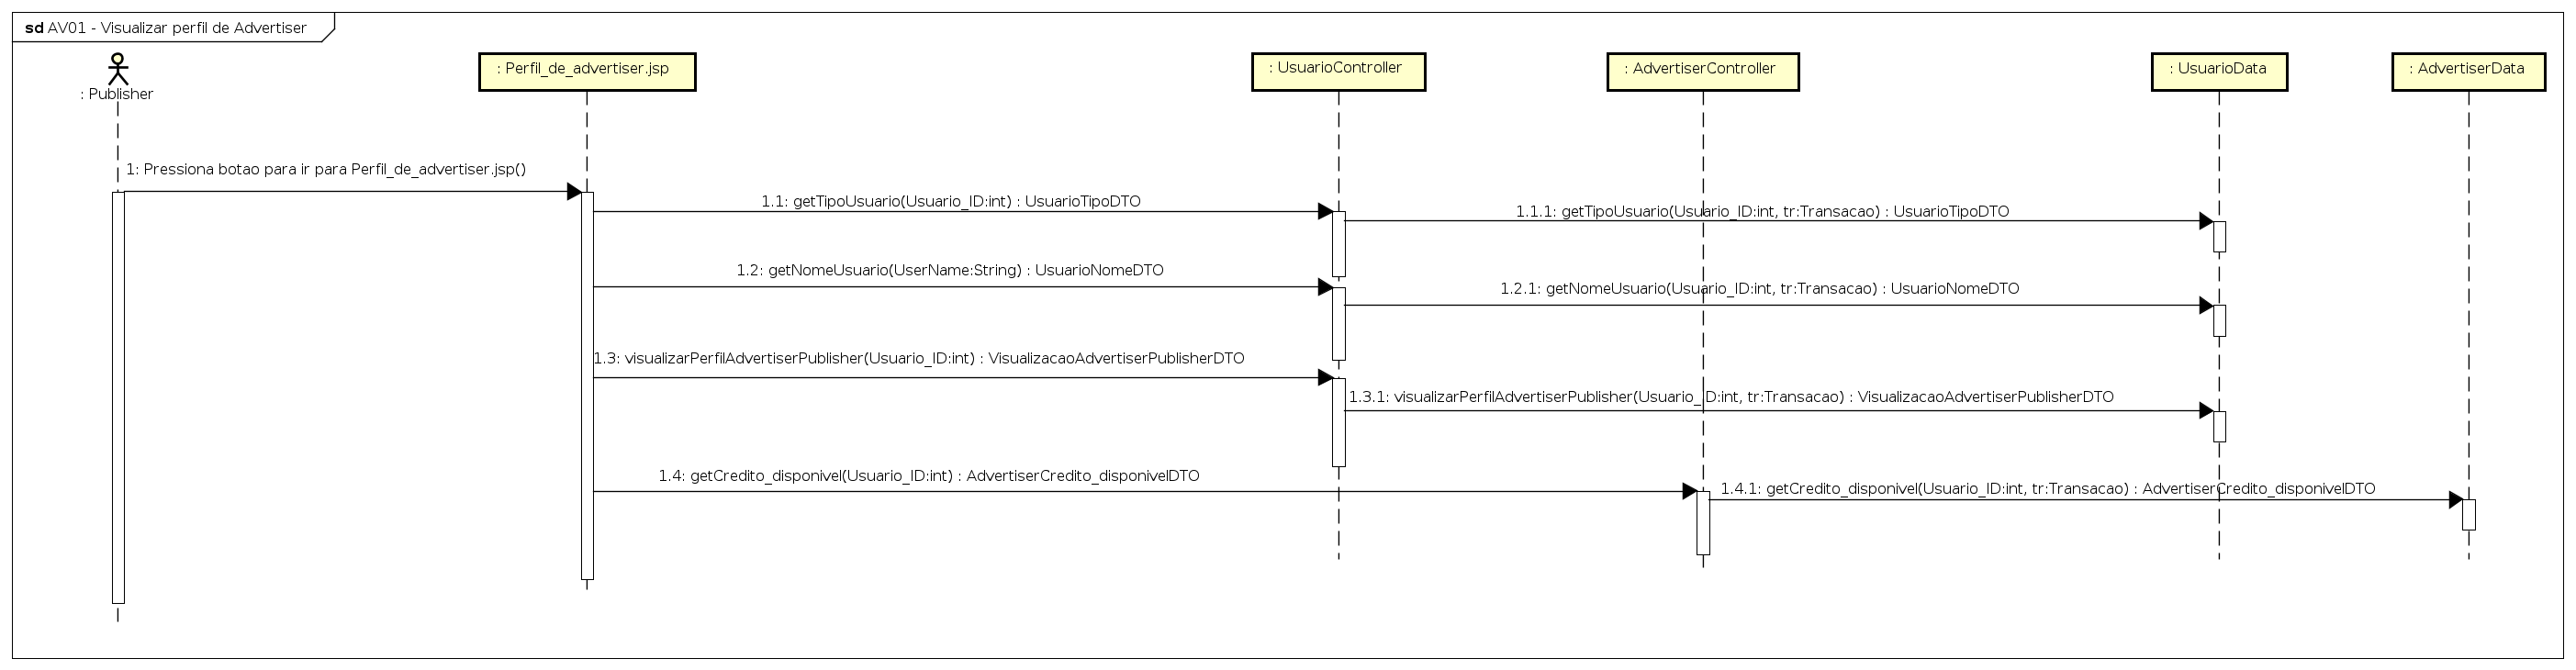 sd AV01 - Visualizar perfil de Advertiser
: Publisher
: Perfil_de_advertiser.jsp
: UsuarioController
: AdvertiserController
: UsuarioData
: AdvertiserData
1: Pressiona botao para ir para Perfil_de_advertiser.jsp()
1.1: getTipoUsuario(Usuario_ID:int) : UsuarioTipoDTO
1.1.1: getTipoUsuario(Usuario_ID:int, tr:Transacao) : UsuarioTipoDTO
1.2: getNomeUsuario(UserName:String) : UsuarioNomeDTO
1.2.1: getNomeUsuario(Usuario_ID:int, tr:Transacao) : UsuarioNomeDTO
1.3: visualizarPerfilAdvertiserPublisher(Usuario_ID:int) : VisualizacaoAdvertiserPublisherDTO
1.3.1: visualizarPerfilAdvertiserPublisher(Usuario_ID:int, tr:Transacao) : VisualizacaoAdvertiserPublisherDTO
1.4: getCredito_disponivel(Usuario_ID:int) : AdvertiserCredito_disponivelDTO
1.4.1: getCredito_disponivel(Usuario_ID:int, tr:Transacao) : AdvertiserCredito_disponivelDTO